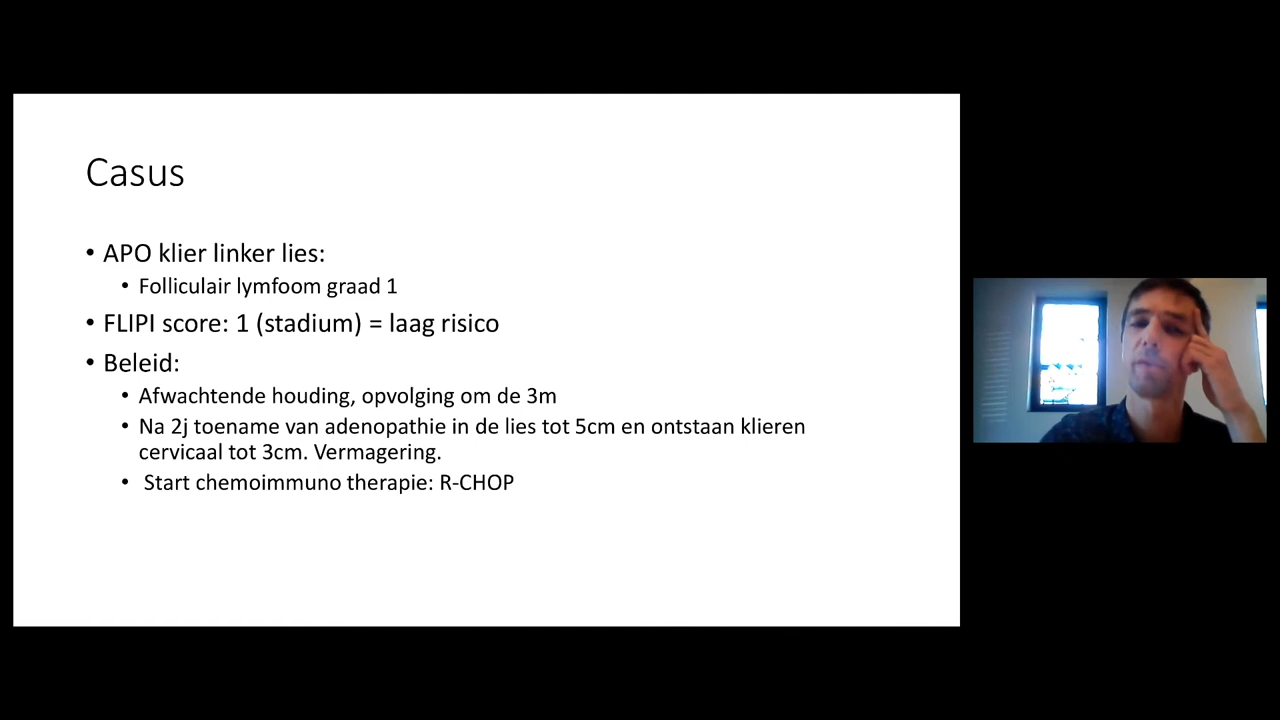 Casus
• APO klier linker lies:
• Folliculair lymfoom graad 1
• FLIPI score: 1 (stadium) = laag risico
• Beleid:
• Afwachtende houding, opvolging om de 3m
• Na 2j toename van adenopathie in de lies tot 5cm en ontstaan klieren
cervicaal tot 3cm. Vermagering.
• Start chemoimmuno therapie: R-CHOP